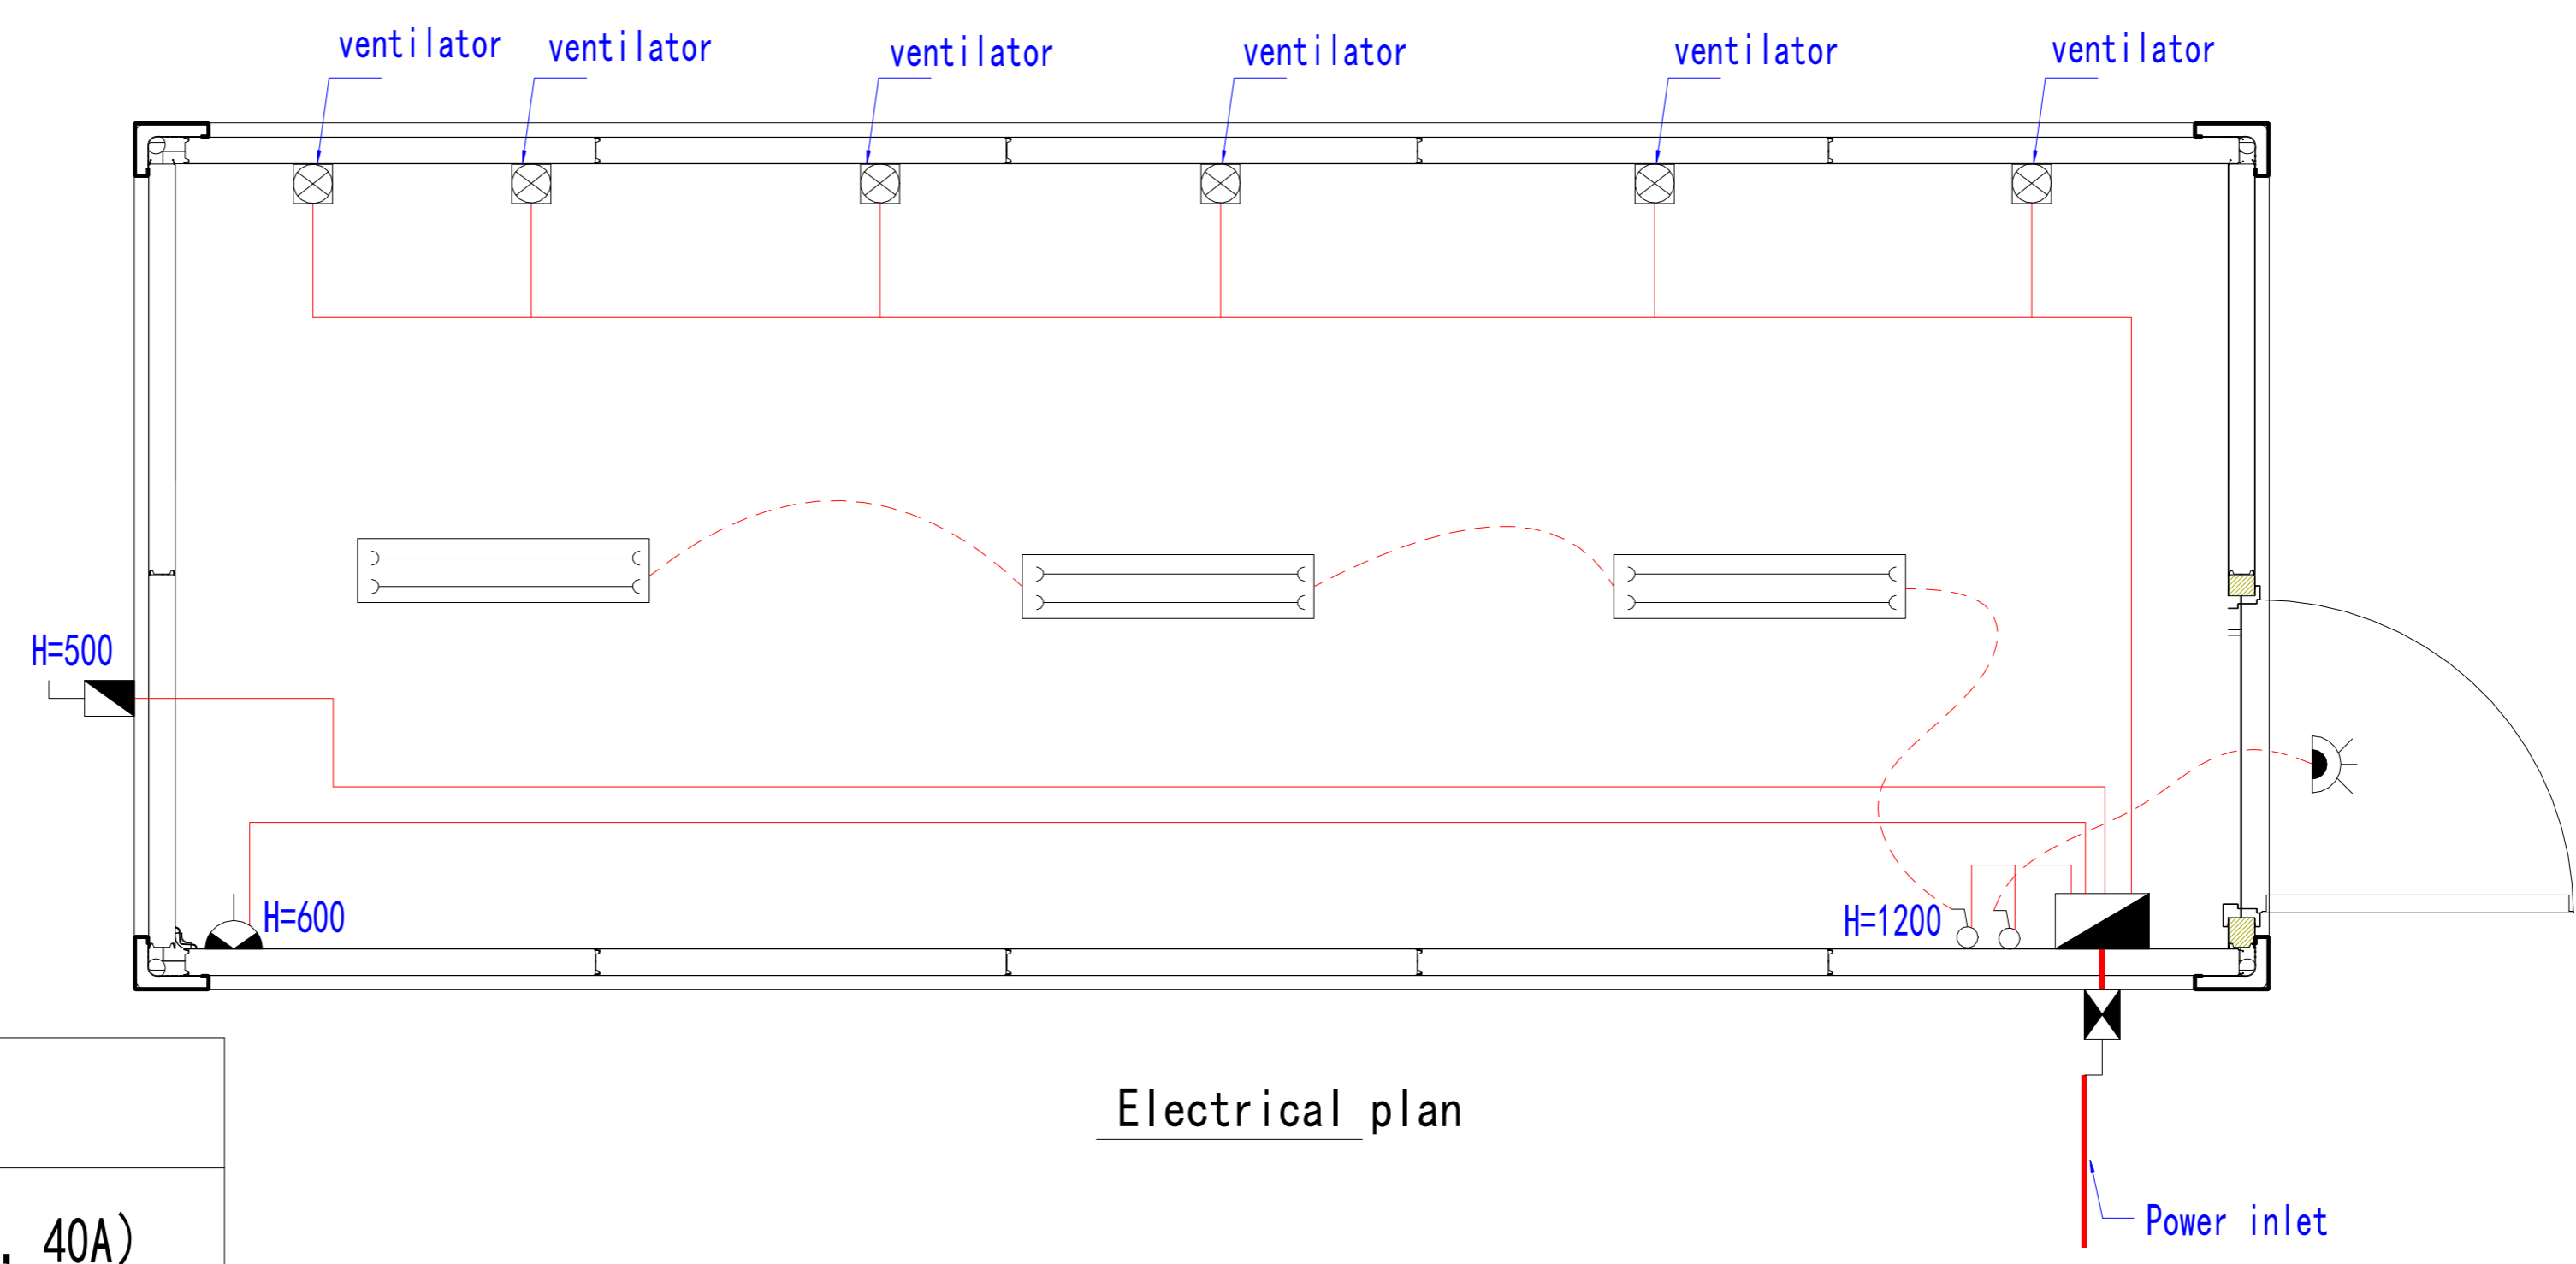 ventilator
ventilator
ventilator
ventilator
ventilator
ventilator
H=500
H=600
H=1200
Electrical plan
. 40A)
Power inlet